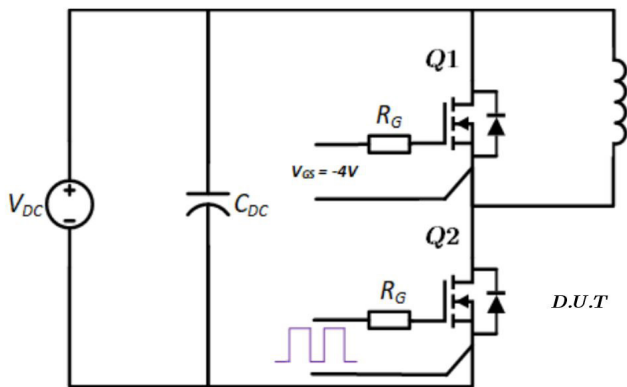 Q1
R_G
V_GS = -4V
+
-
V_DC
C_DC
Q2
R_G
D.U.T